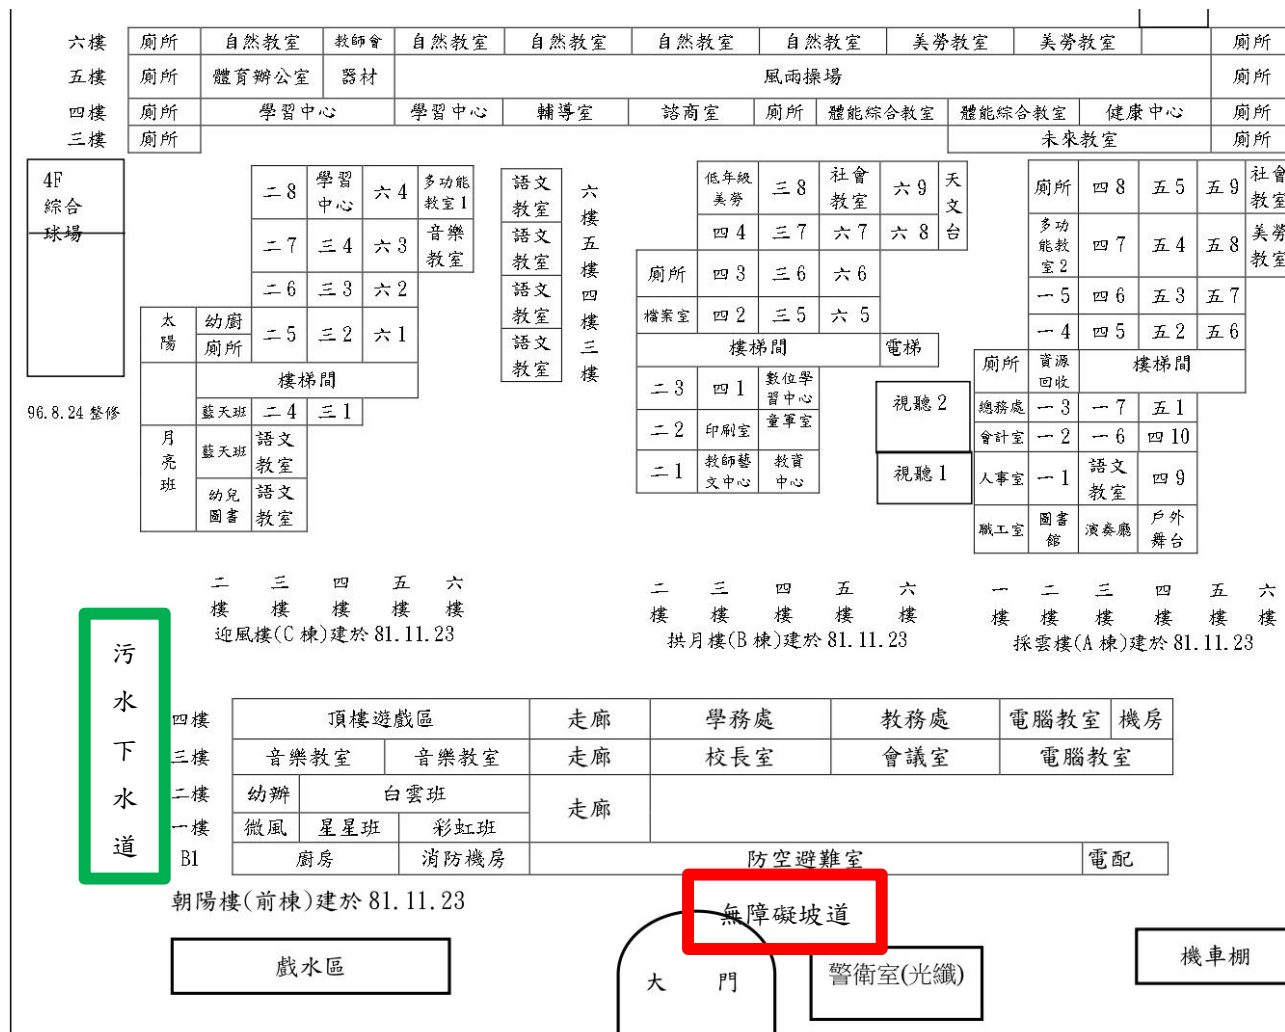 六樓 廁所 自然教室 教師會 自然教室 自然教室 自然教室 自然教室 美勞教室 美勞教室 廁所
五樓 廁所 體育辦公室 器材 風雨操場 廁所
四樓 廁所 學習中心 學習中心 輔導室 諮商室 廁所 體能綜合教室 體能綜合教室 健康中心 廁所
三樓 廁所 未來教室 廁所
4F
綜合
球場
96.8.24 整修
二 8 學習中心 六 4 多功能教室 1
二 7 三 4 六 3 音樂教室
二 6 三 3 六 2
太陽 幼廚 二 5 三 2 六 1
廁所
樓梯間
藍天班 二 4 三 1
月亮班 藍天班 語文教室
幼兒圖書 語文教室
二樓 三樓 四樓 五樓 六樓
迎風樓(C 棟)建於 81.11.23
語文教室
語文教室
語文教室
語文教室
六樓五樓四樓三樓
低年級美勞 三 8 社會教室 六 9 天文台
四 4 三 7 六 7 六 8
廁所 四 3 三 6 六 6
檔案室 四 2 三 5 六 5
樓梯間 電梯
二 3 四 1 數位學習中心
二 2 印刷室 童軍室
二 1 教師藝文中心 教資中心
視聽 2
視聽 1
二樓 三樓 四樓 五樓 六樓
拱月樓(B 棟)建於 81.11.23
廁所 四 8 五 5 五 9 社會教室
多功能教室 2 四 7 五 4 五 8 美勞教室
一 5 四 6 五 3 五 7
一 4 四 5 五 2 五 6
廁所 資源回收 樓梯間
總務處 一 3 一 7 五 1
會計室 一 2 一 6 四 10
人事室 一 1 語文教室 四 9
職工室 圖書館 演奏廳 戶外舞台
一樓 二樓 三樓 四樓 五樓 六樓
採雲樓(A 棟)建於 81.11.23
污水下水道
四樓 頂樓遊戲區 走廊 學務處 教務處 電腦教室 機房
三樓 音樂教室 音樂教室 走廊 校長室 會議室 電腦教室
二樓 幼辦 白雲班 走廊
一樓 微風 星星班 彩虹班
B1 廚房 消防機房 防空避難室 電配
朝陽樓(前棟)建於 81.11.23
無障礙坡道
戲水區
大 門
警衛室(光纖)
機車棚